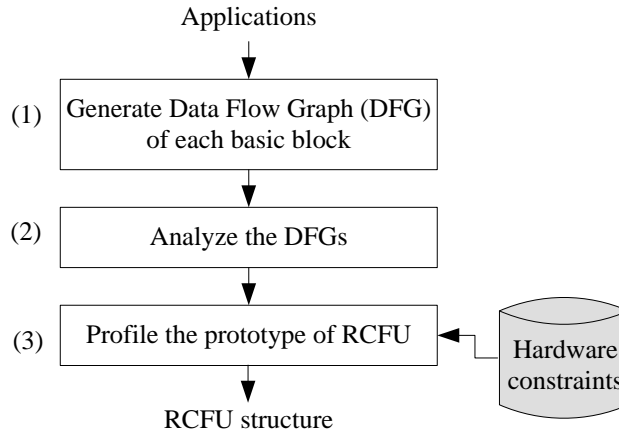 Applications
(1)
Generate Data Flow Graph (DFG)
of each basic block
(2)
Analyze the DFGs
(3)
Profile the prototype of RCFU
Hardware
constraints
RCFU structure